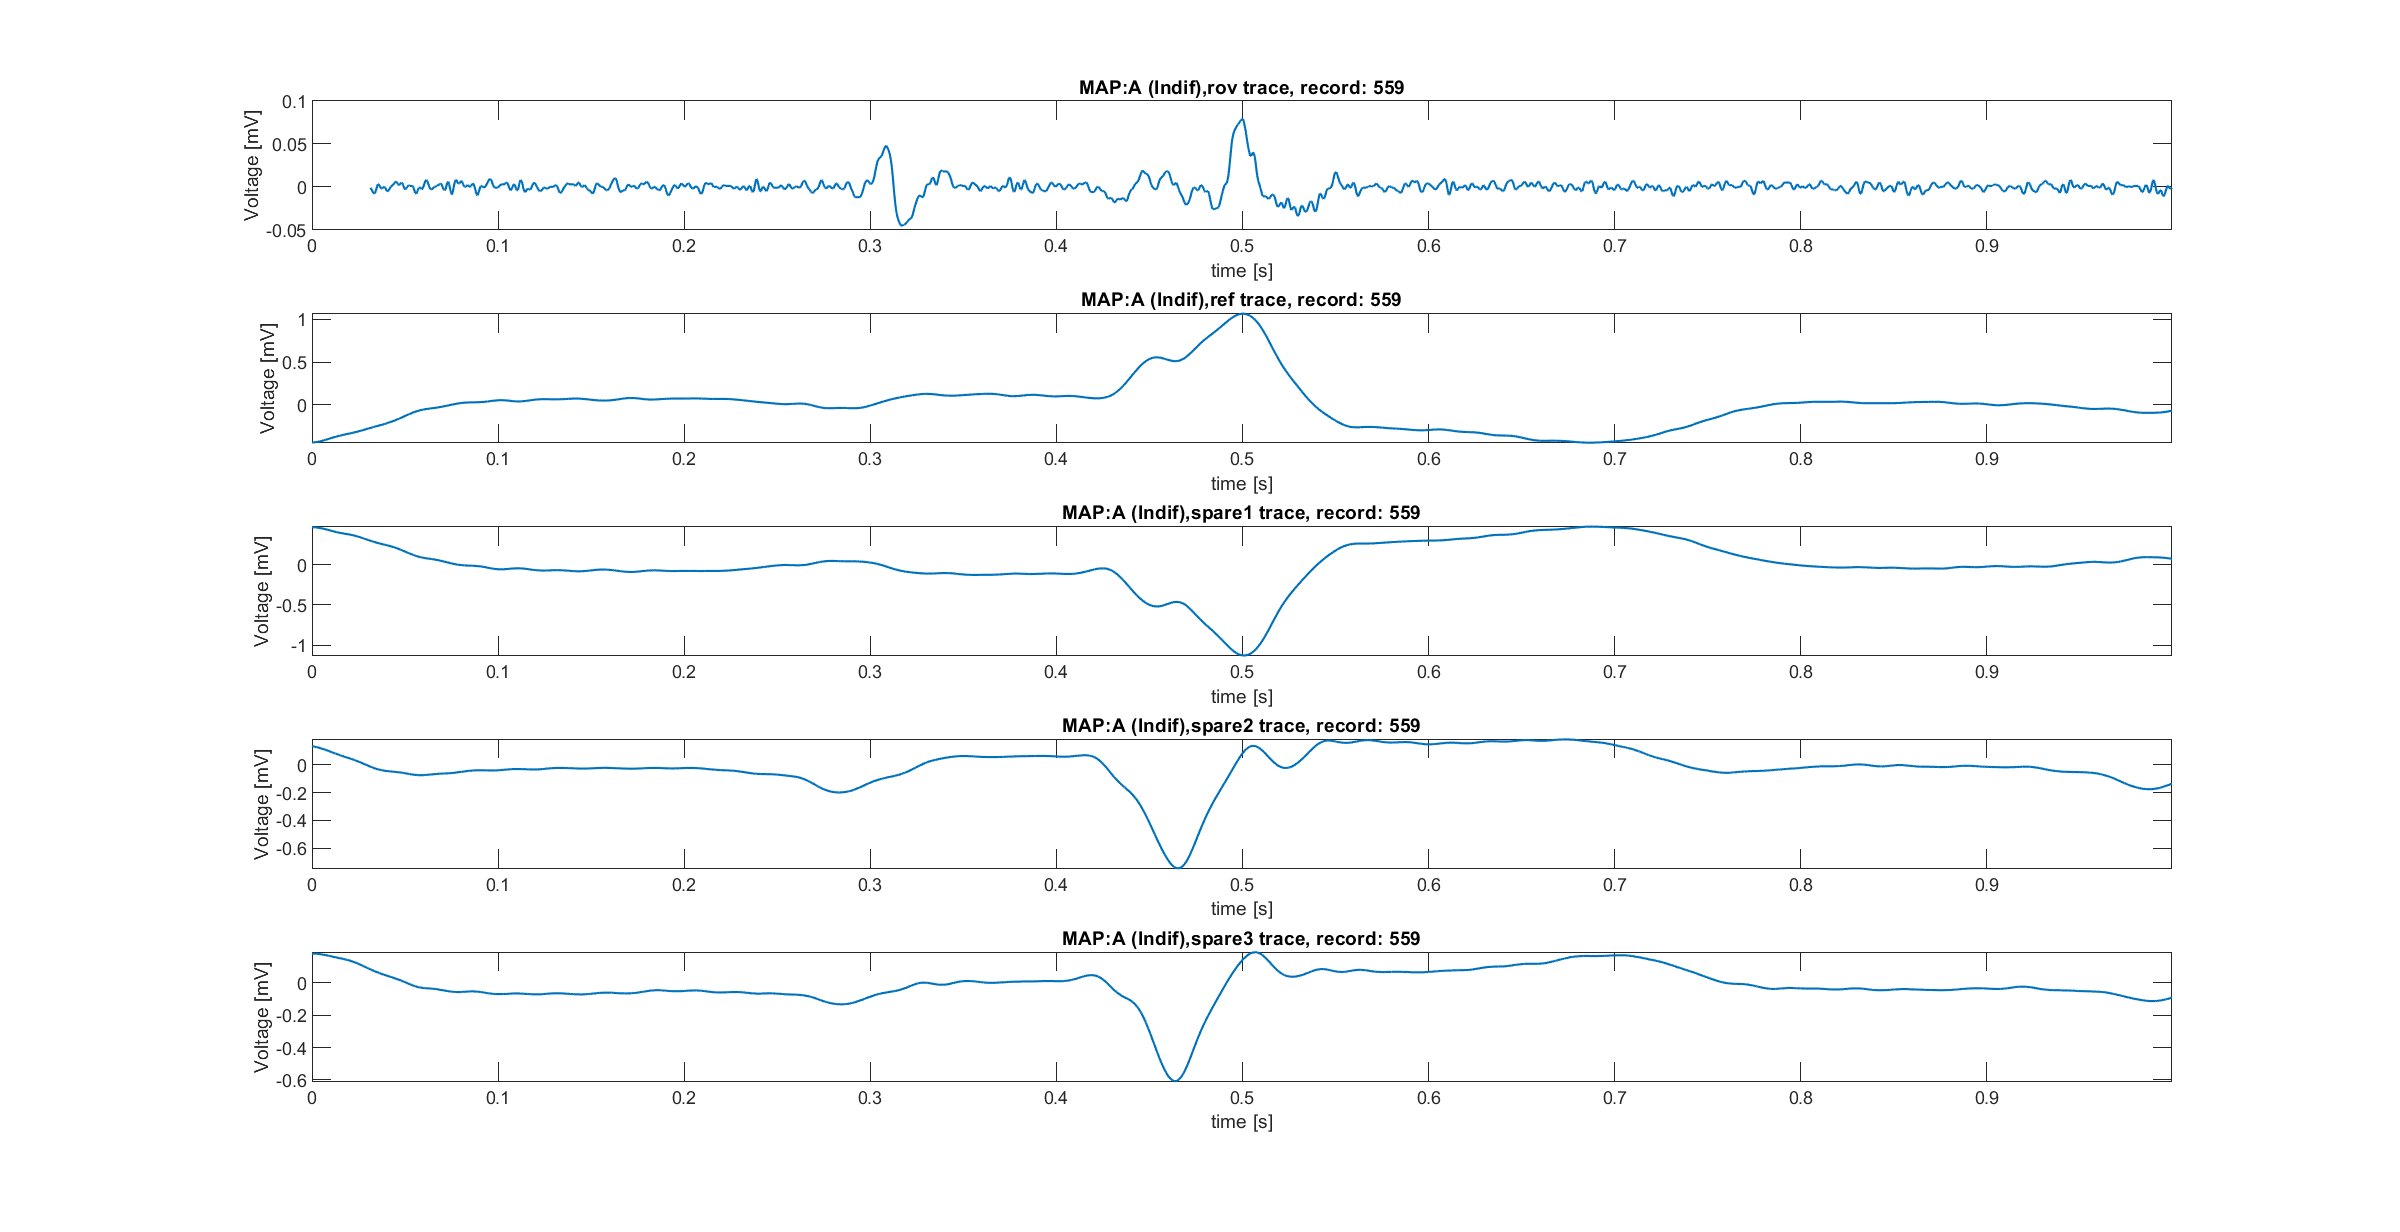 MAP:A (Indif),rov trace, record: 559
Voltage [mV]
0.1
0.05
0
-0.05
0 0.1 0.2 0.3 0.4 0.5 0.6 0.7 0.8 0.9
time [s]
MAP:A (Indif),ref trace, record: 559
Voltage [mV]
1
0.5
0
0 0.1 0.2 0.3 0.4 0.5 0.6 0.7 0.8 0.9
time [s]
MAP:A (Indif),spare1 trace, record: 559
Voltage [mV]
0
-0.5
-1
0 0.1 0.2 0.3 0.4 0.5 0.6 0.7 0.8 0.9
time [s]
MAP:A (Indif),spare2 trace, record: 559
Voltage [mV]
0
-0.2
-0.4
-0.6
0 0.1 0.2 0.3 0.4 0.5 0.6 0.7 0.8 0.9
time [s]
MAP:A (Indif),spare3 trace, record: 559
Voltage [mV]
0
-0.2
-0.4
-0.6
0 0.1 0.2 0.3 0.4 0.5 0.6 0.7 0.8 0.9
time [s]